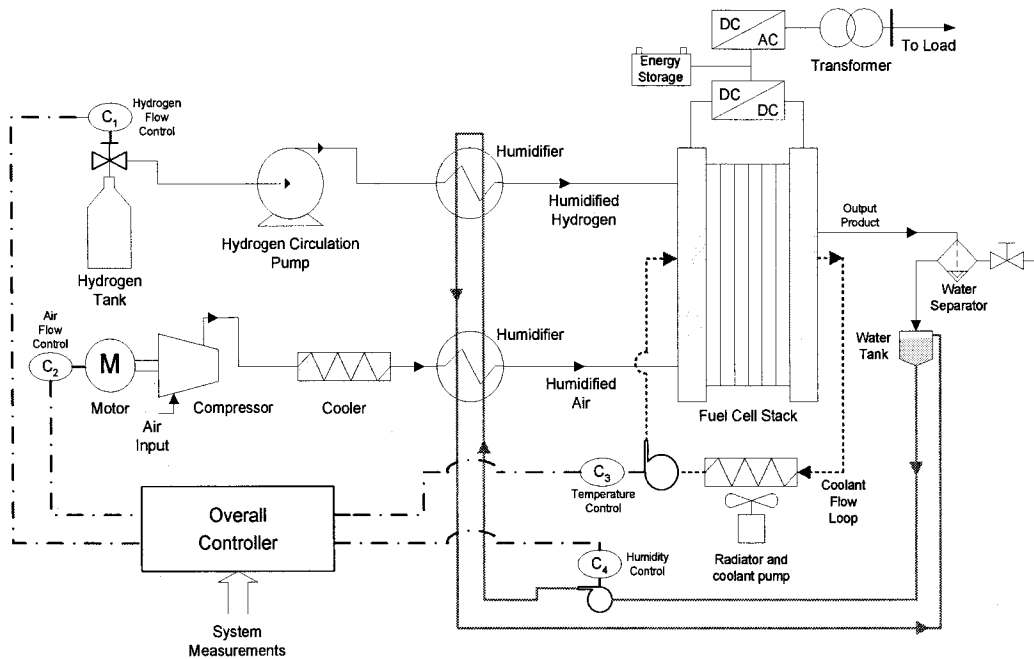 DC
AC
To Load
Transformer
Energy
Storage
DC
DC
C1
Hydrogen
Flow
Control
Humidifier
Humidified
Hydrogen
Hydrogen Circulation
Pump
Hydrogen
Tank
Output
Product
Water
Separator
Air
Flow
Control
C2
M
Motor
Compressor
Air
Input
Cooler
Humidifier
Humidified
Air
Water
Tank
Fuel Cell Stack
C3
Temperature
Control
Coolant
Flow
Loop
Radiator and
coolant pump
Overall
Controller
C4
Humidity
Control
System
Measurements